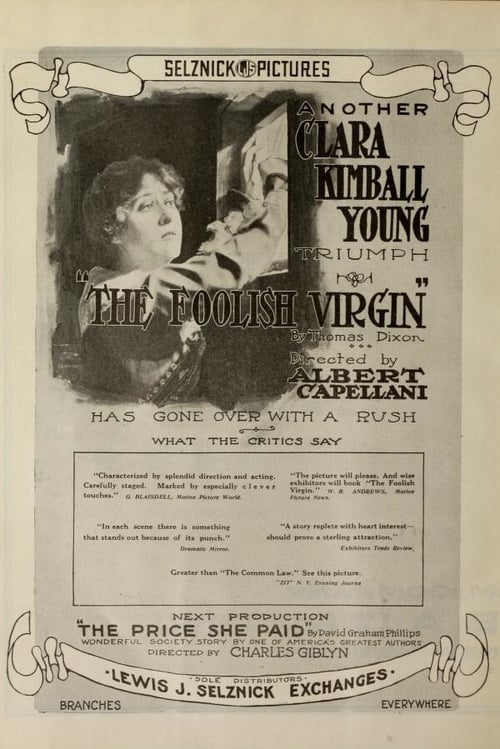 SELZNICK LJS PICTURES
ANOTHER
CLARA
KIMBALL
YOUNG
TRIUMPH
"THE FOOLISH VIRGIN"
By Thomas Dixon
Directed by
ALBERT
CAPELLANI
HAS GONE OVER WITH A RUSH
WHAT THE CRITICS SAY
"Characterized by splendid direction and acting.
Carefully staged. Marked by especially clever
touches." G. BLAISDELL, Motion Picture World.
"The picture will please. And wise
exhibitors will book "The Foolish
Virgin." W. R. ANDREWS, Motion
Picture News.
"In each scene there is something
that stands out because of its punch."
Dramatic Mirror.
"A story replete with heart interest—
should prove a sterling attraction."
Exhibitors Trade Review,
Greater than "The Common Law." See this picture.
"ZIT" N. Y. Evening Journa
NEXT PRODUCTION
"THE PRICE SHE PAID" By David Graham Phillips
WONDERFUL SOCIETY STORY BY ONE OF AMERICA'S GREATEST AUTHORS
DIRECTED BY CHARLES GIBLYN
·SOLE DISTRIBUTORS·
·LEWIS J. SELZNICK EXCHANGES·
BRANCHES EVERYWHERE